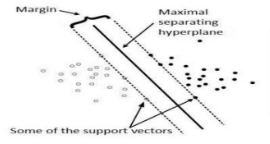 Margin
Maximal
separating
hyperplane
Some of the support vectors